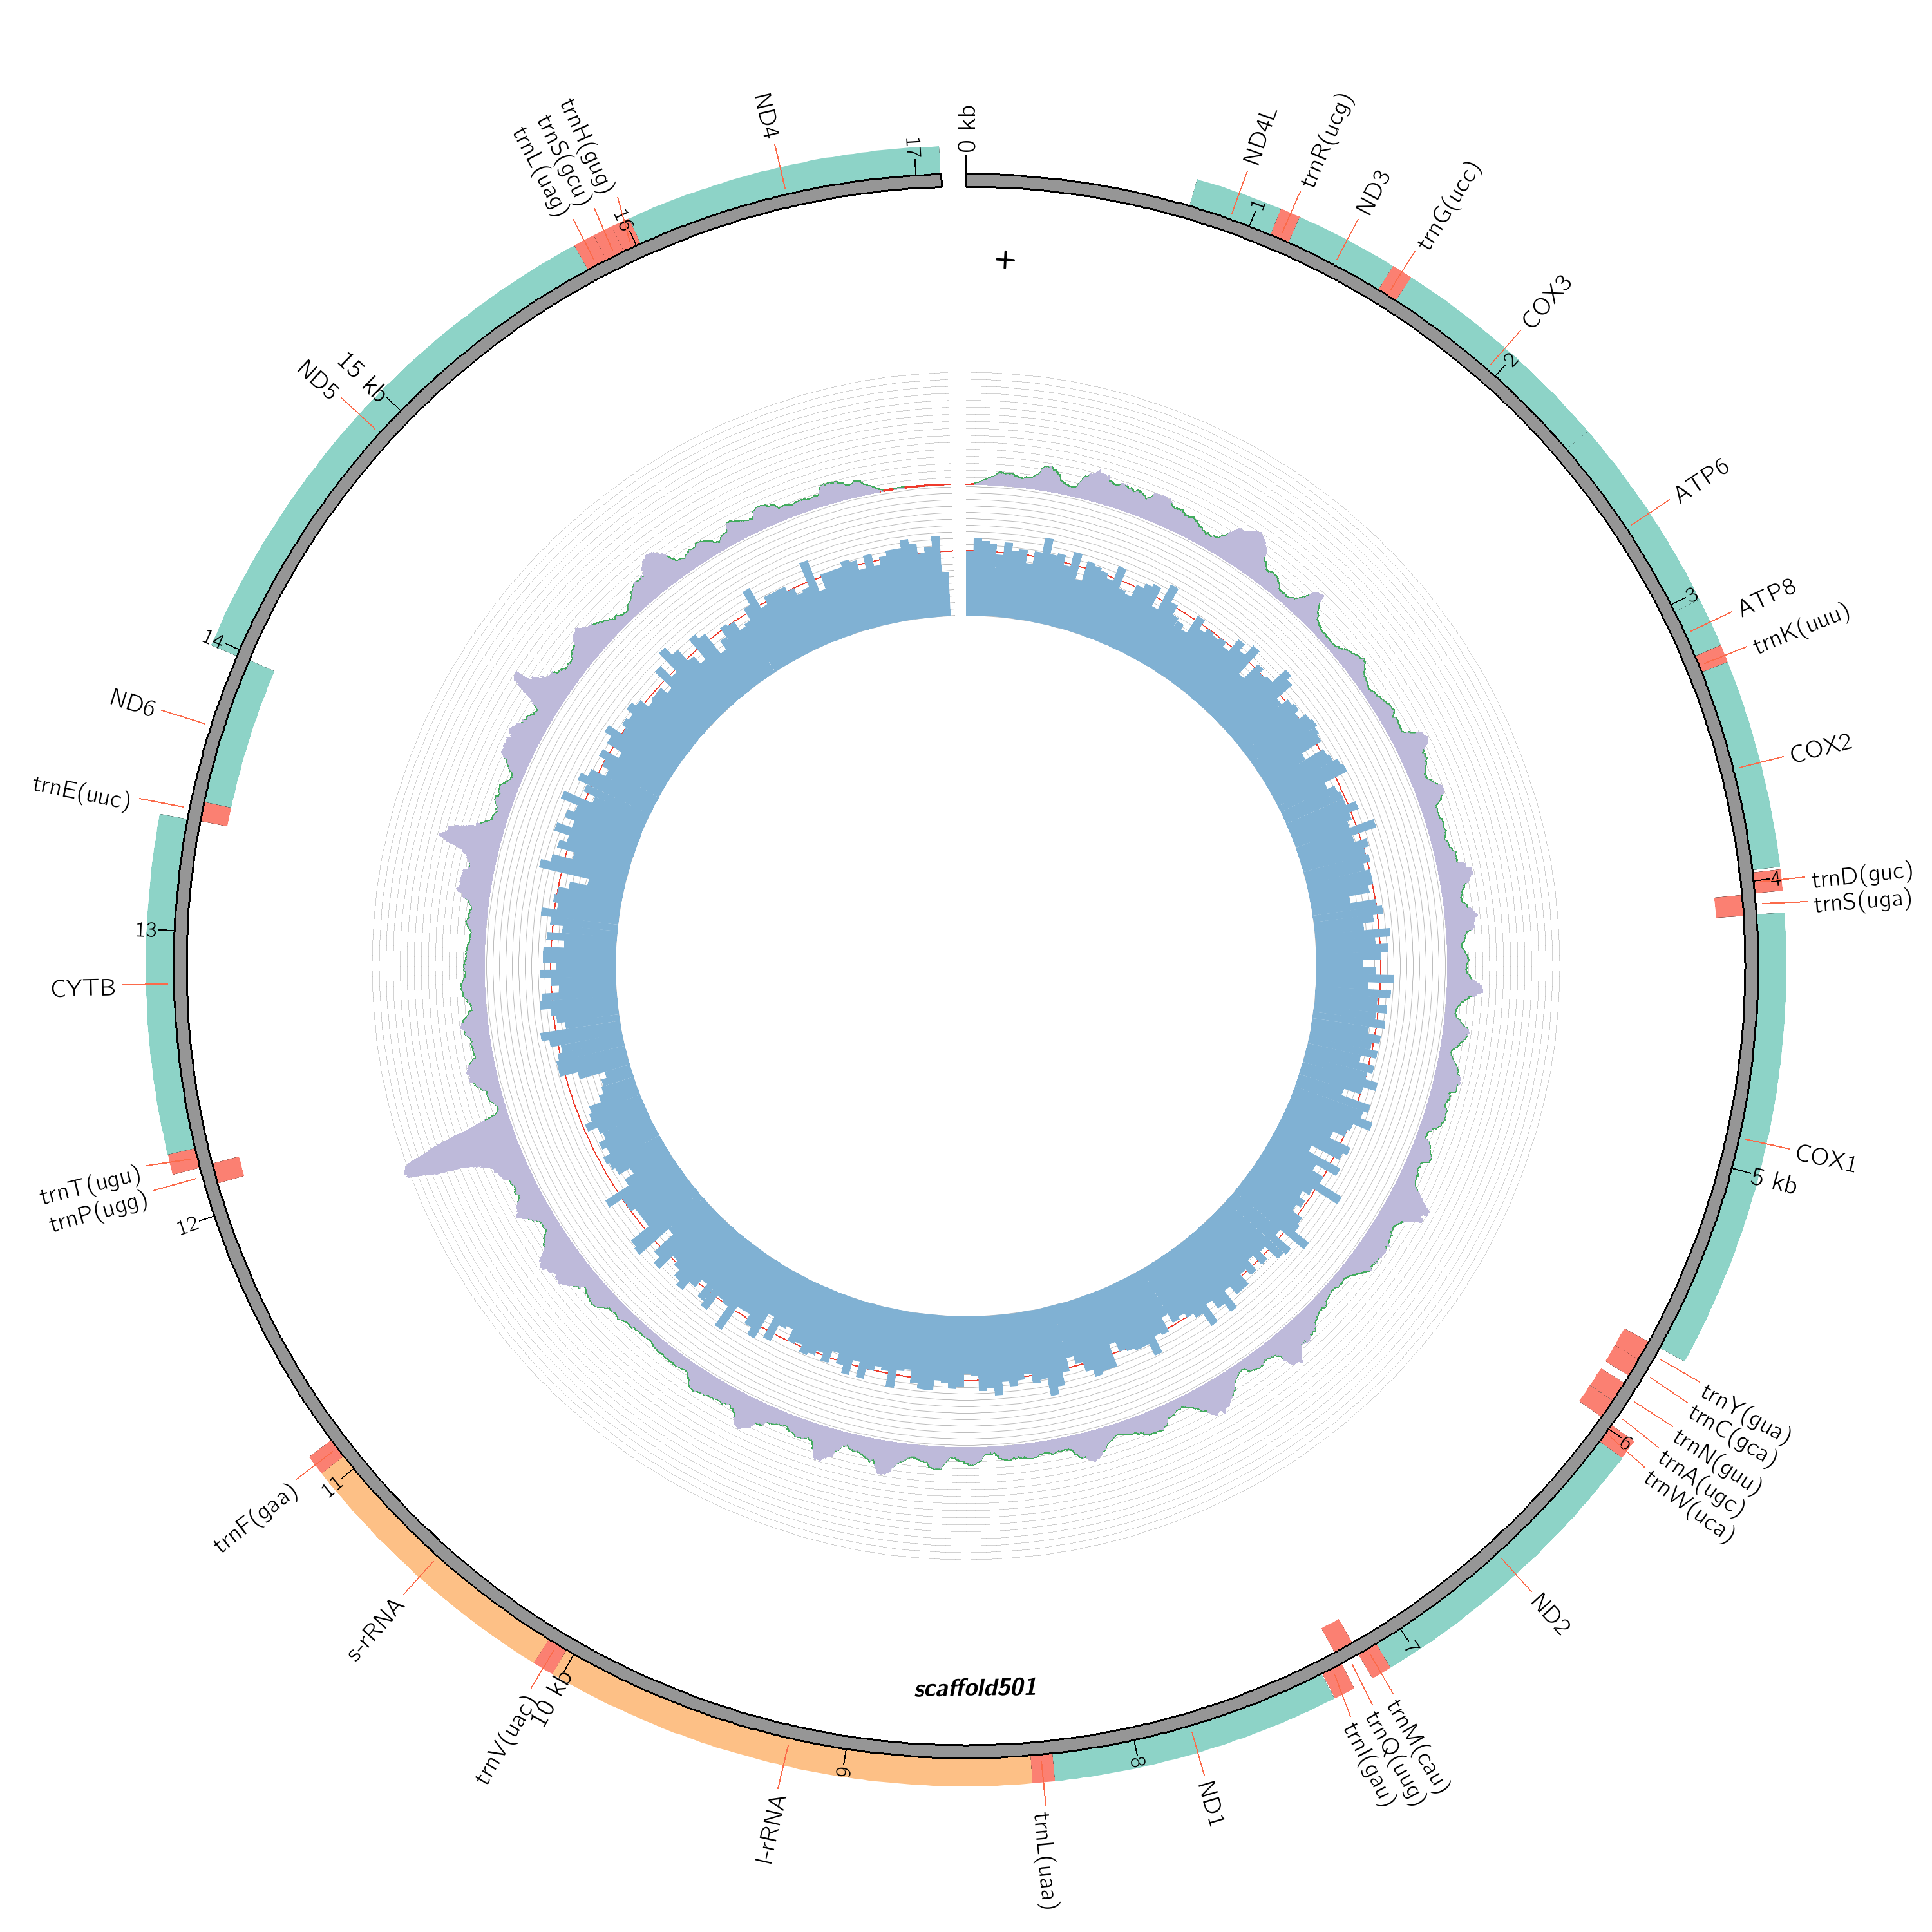 0 kb
ND4L
1
trnR(ucg)
ND3
trnG(ucc)
COX3
2
ATP6
3
ATP8
trnK(uuu)
COX2
4
trnD(guc)
trnS(uga)
COX1
5 kb
trnY(gua)
trnC(gca)
trnN(guu)
trnA(ugc)
trnW(uca)
6
ND2
7
trnM(cau)
trnQ(uug)
trnI(gau)
ND1
8
trnL(uaa)
9
l-rRNA
10 kb
trnV(uac)
s-rRNA
11
trnF(gaa)
12
trnP(ugg)
trnT(ugu)
CYTB
13
trnE(uuc)
ND6
14
ND5
15 kb
trnL(uag)
trnS(gcu)
trnH(gug)
16
ND4
17
+
scaffold501